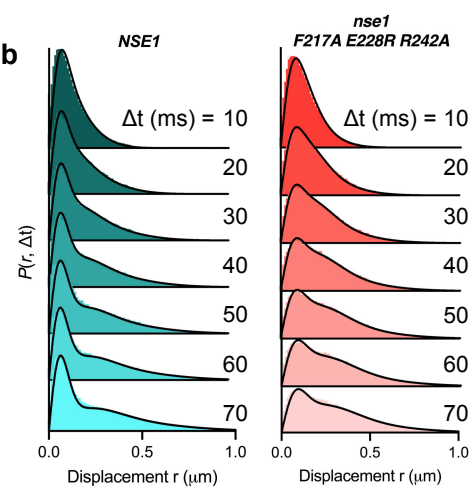 b
NSE1
nse1
F217A E228R R242A
P(r, Δt)
Δt (ms) = 10
20
30
40
50
60
70
0.0 0.5 1.0
Displacement r (μm)
Δt (ms) = 10
20
30
40
50
60
70
0.0 0.5 1.0
Displacement r (μm)